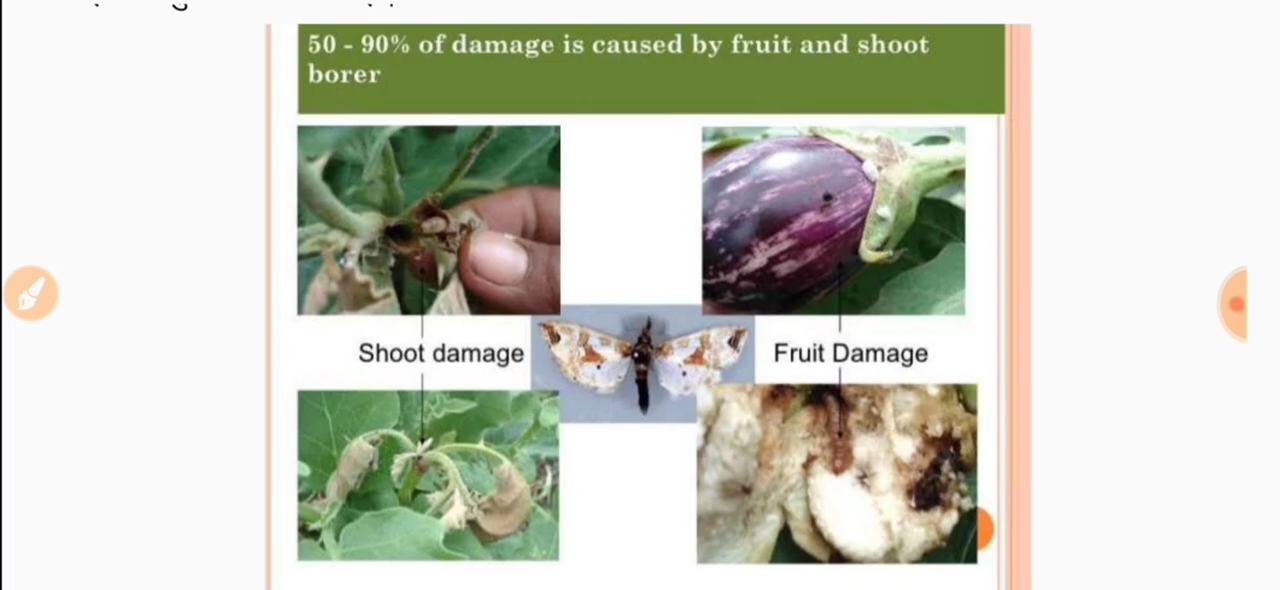 50 - 90% of damage is caused by fruit and shoot
borer
Shoot damage
Fruit Damage